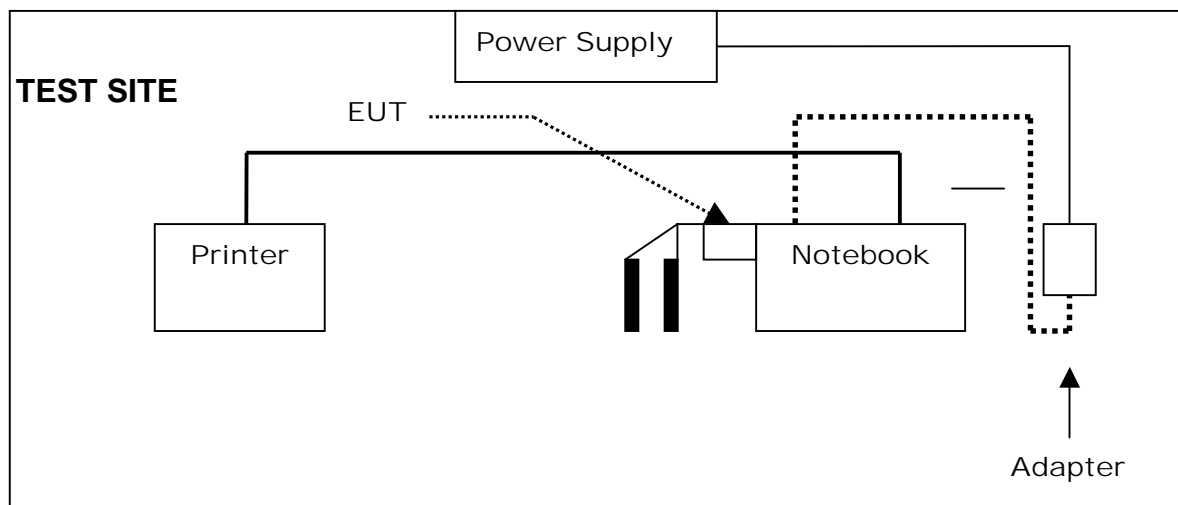 Power Supply
TEST SITE
EUT
Printer
Notebook
Adapter